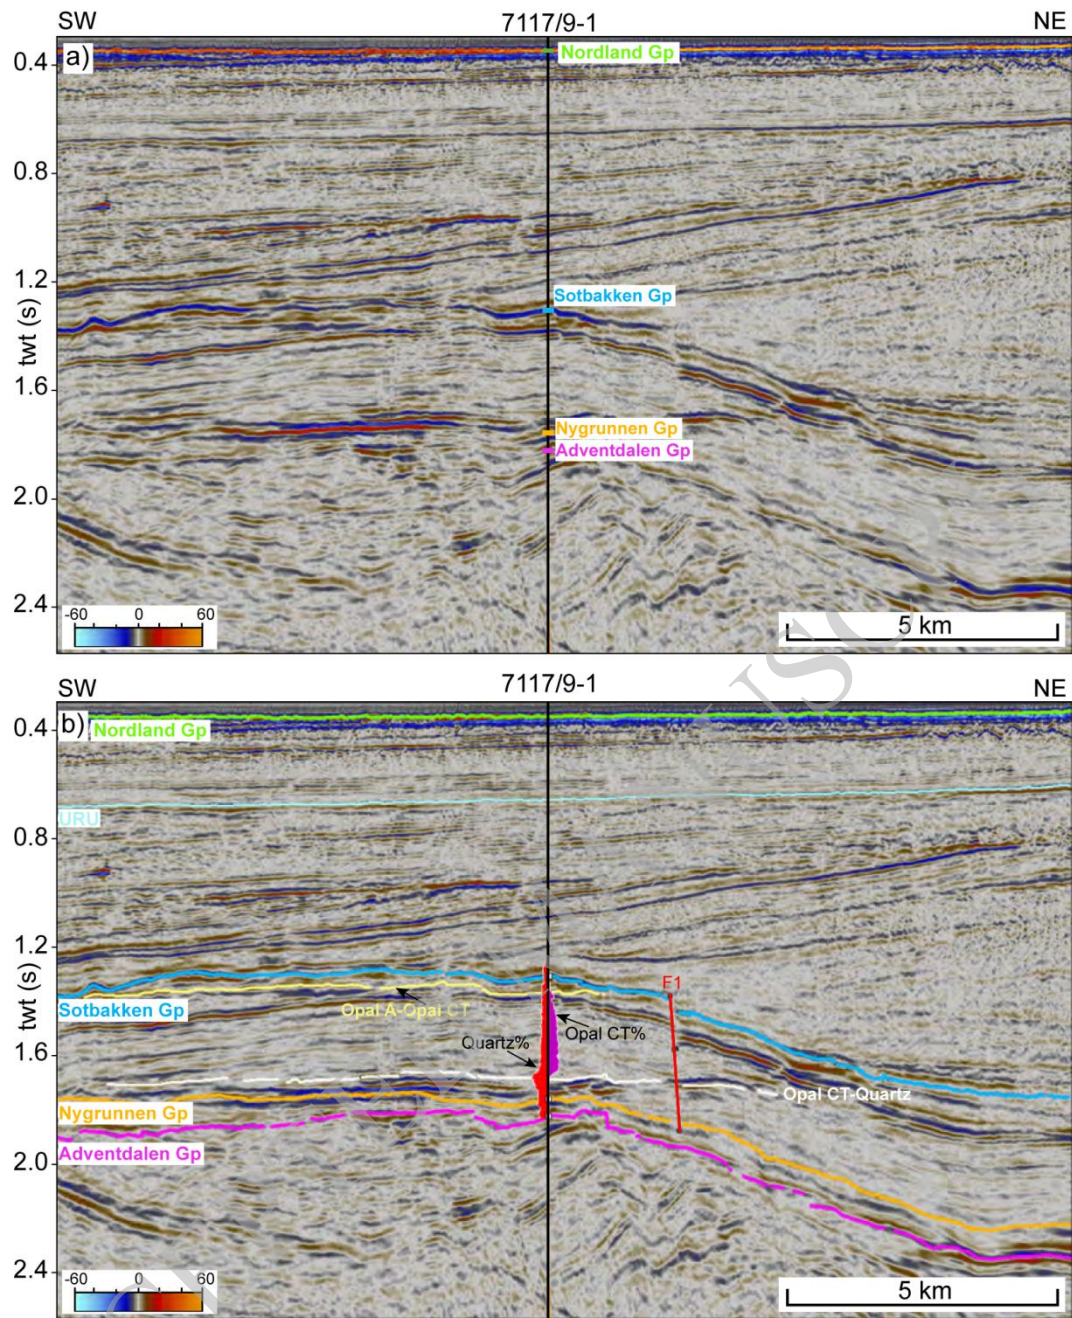 SW 7117/9-1 NE
a)
Nordland Gp
0.4
0.8
1.2
Sotbakken Gp
twt (s)
1.6
Nygrunnen Gp
Adventdalen Gp
2.0
2.4
-60 0 60
5 km
SW 7117/9-1 NE
b)
Nordland Gp
0.4
URU
0.8
1.2
twt (s)
F1
Sotbakken Gp
Opal A-Opal CT
Opal CT%
Quartz%
1.6
Opal CT-Quartz
Nygrunnen Gp
Adventdalen Gp
2.0
2.4
-60 0 60
5 km